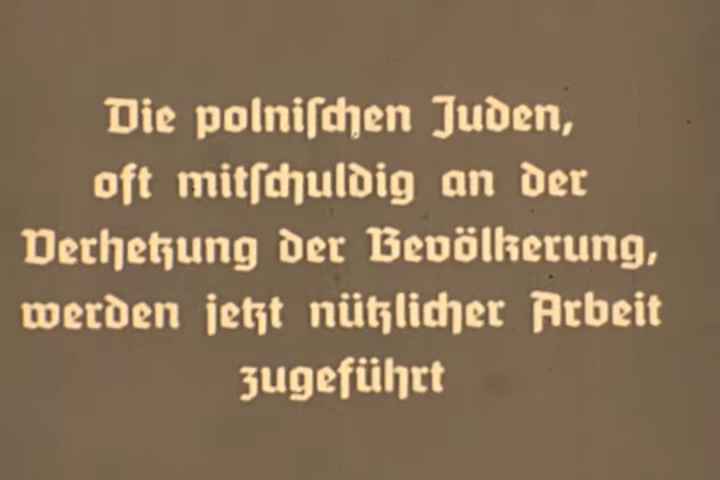 Die polniſchen Juden,
oft mitſchuldig an der
Verhetzung der Bevölkerung,
werden jetzt nützlicher Arbeit
zugeführt